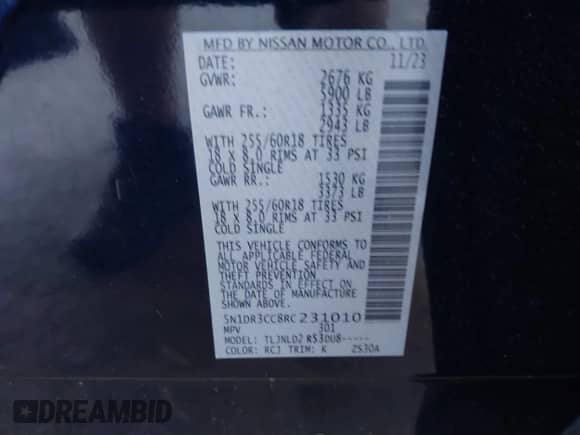 MFD BY NISSAN MOTOR CO., LTD.
DATE: 11/23
GVWR: 2676 KG
5900 LB
GAWR FR.: 1335 KG
2943 LB
WITH 255/60R18 TIRES
18 x 8.0 RIMS AT 33 PSI
COLD SINGLE
GAWR RR.: 1530 KG
3373 LB
WITH 255/60R18 TIRES
18 x 8.0 RIMS AT 33 PSI
COLD SINGLE
THIS VEHICLE CONFORMS TO
ALL APPLICABLE FEDERAL
MOTOR VEHICLE SAFETY AND
THEFT PREVENTION
STANDARDS IN EFFECT ON
THE DATE OF MANUFACTURE
SHOWN ABOVE.
5N1DR3CC8RC231010
MPV 301
MODEL: TLJNLD2 R53DU8-----
COLOR: RCJ TRIM: K ZS30A
DREAMBID